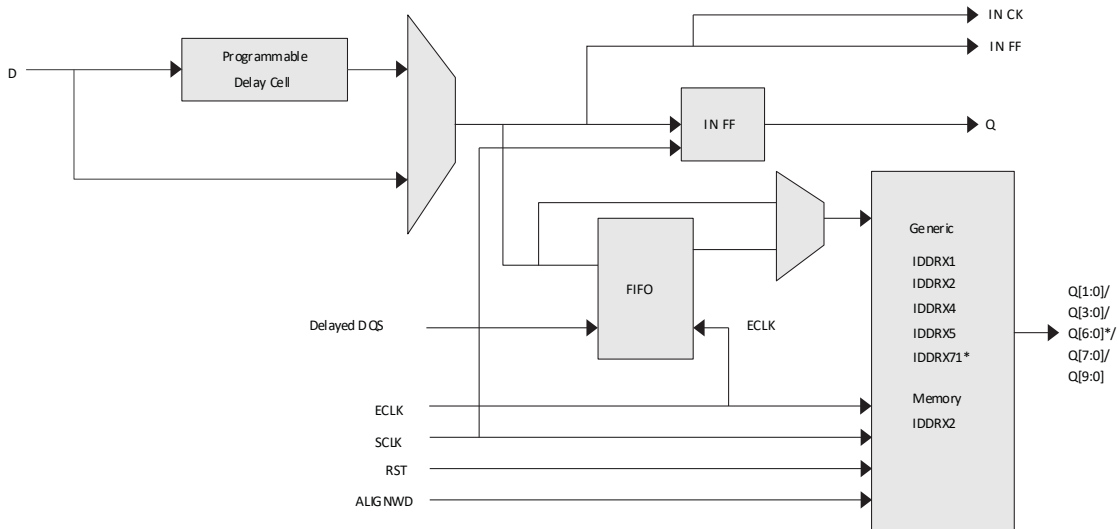 IN CK
IN FF
D
Programmable
Delay Cell
IN FF
Q
Generic
IDDRX1
IDDRX2
IDDRX4
IDDRX5
IDDRX71*
Memory
IDDRX2
FIFO
Delayed DQS
ECLK
Q[1:0]/
Q[3:0]/
Q[6:0]*/
Q[7:0]/
Q[9:0]
ECLK
SCLK
RST
ALIGNWD